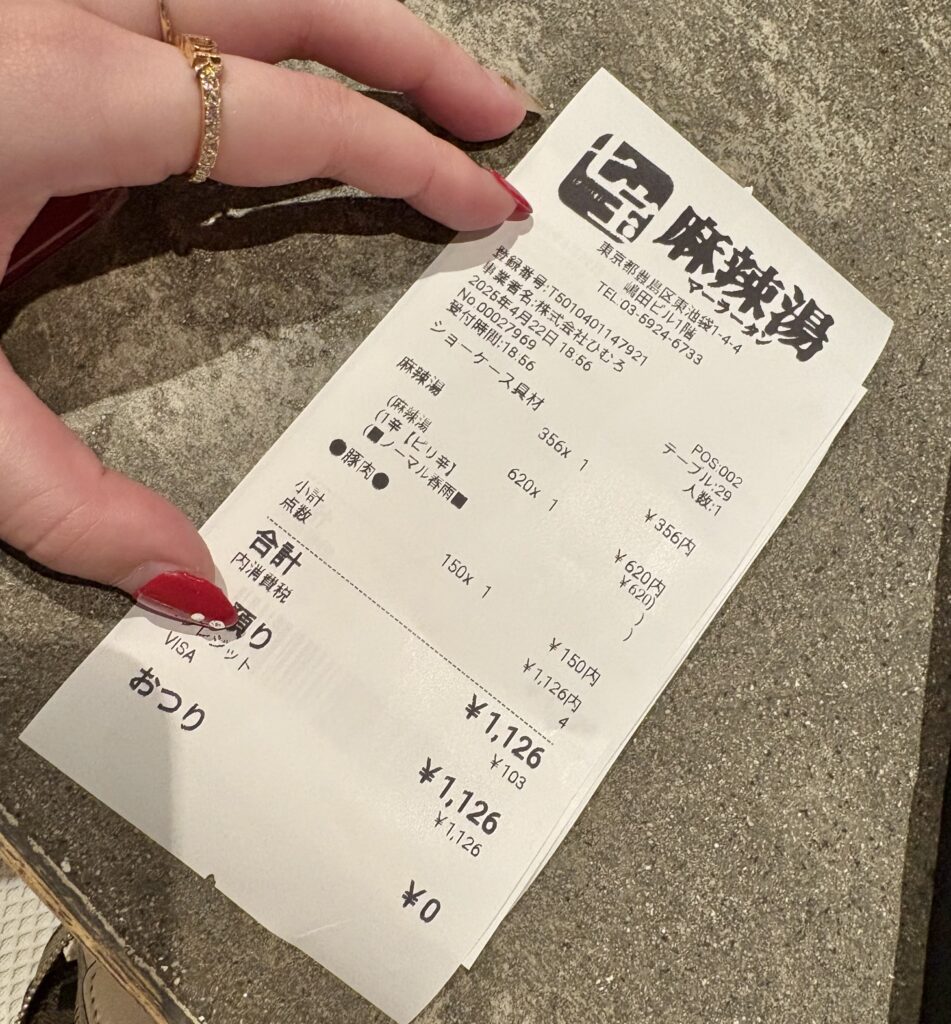 麻辣湯
マーラータン
東京都豊島区東池袋1-4-4
嶋田ビル1階
TEL.03-5924-6733
登録番号:T5010401147921
事業者名:株式会社ひむろ
2025年4月22日 18:56
No.00027969 POS:002
受付時間:18:56 テーブル:29
人数:1
ショーケース具材
356x 1 ¥356内
麻辣湯
620x 1 ¥620内
(麻辣湯 ¥620)
(1辛【ピリ辛】 )
(■ノーマル春雨■ )
●豚肉●
150x 1 ¥150内
小計 ¥1,126内
点数 4
合計 ¥1,126
内消費税 ¥103
預り ¥1,126
レジット ¥1,126
VISA
おつり ¥0